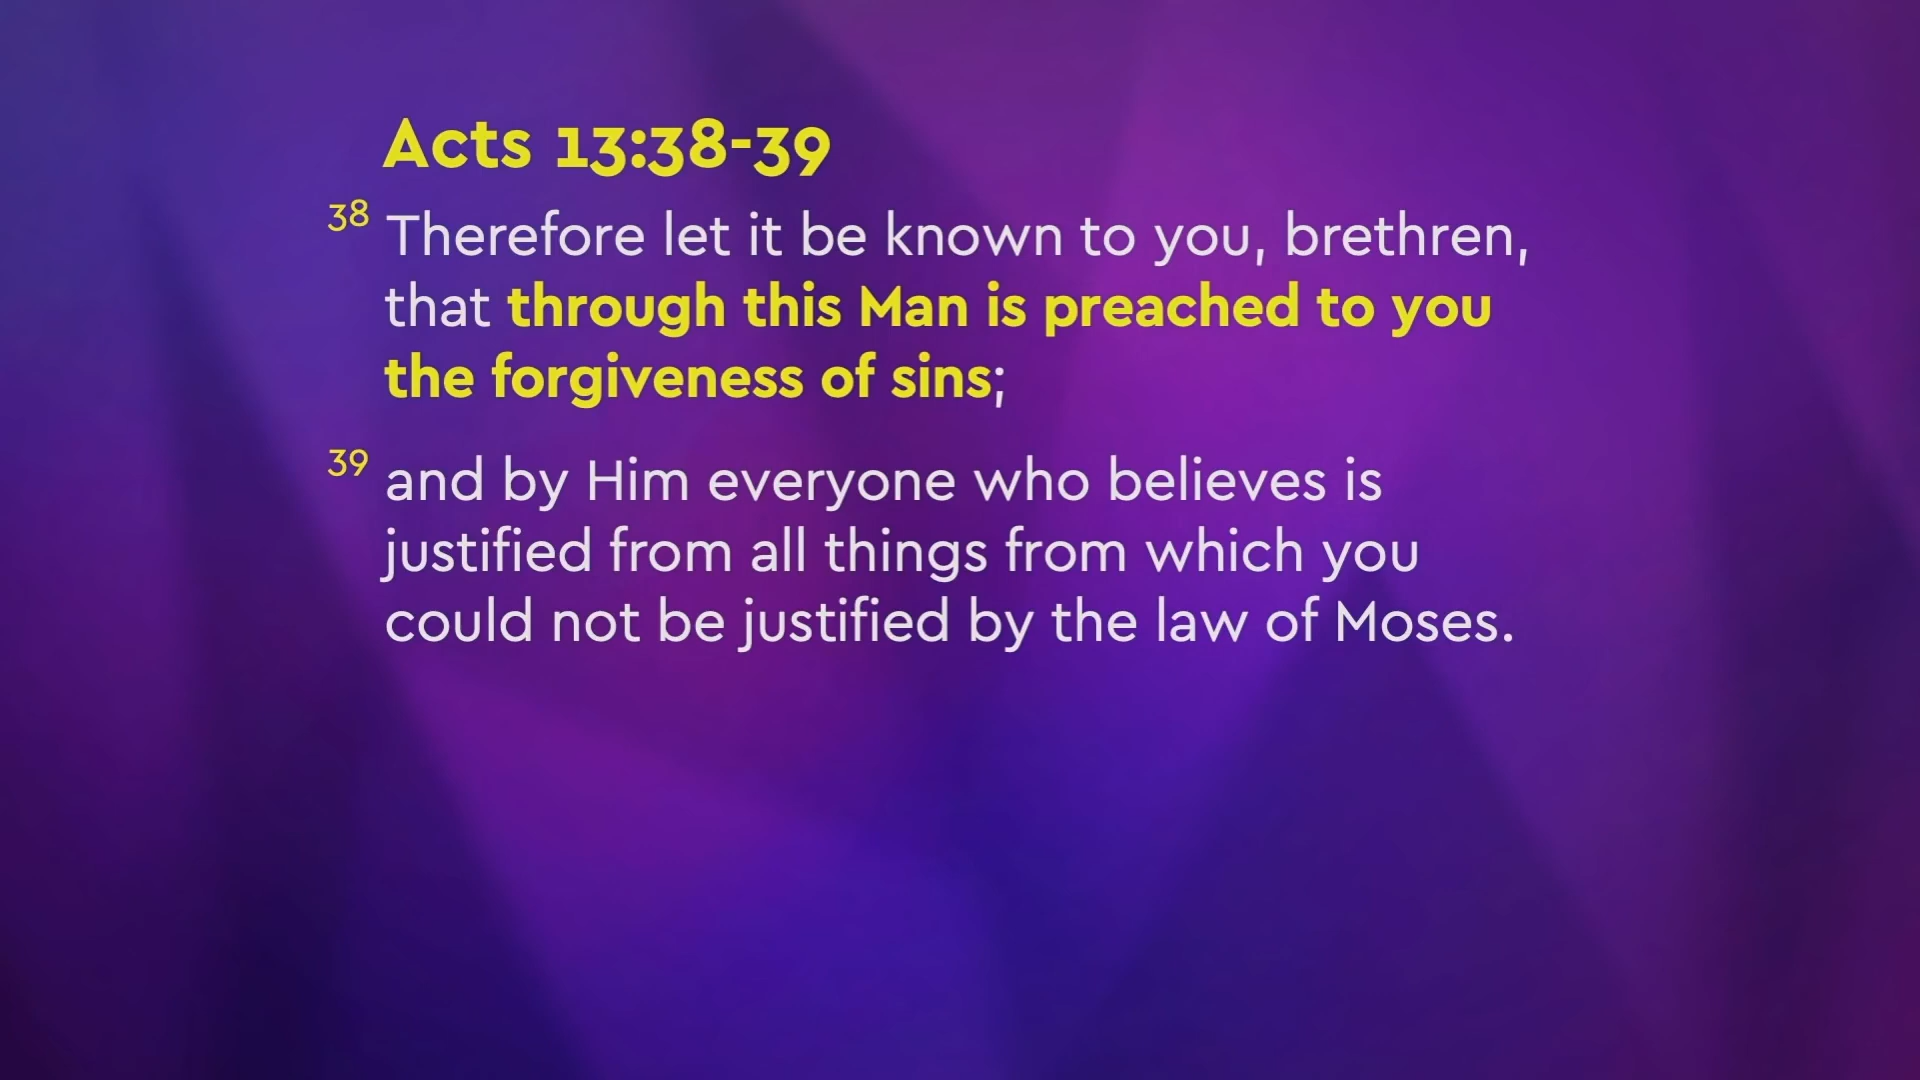 Acts 13:38-39
38 Therefore let it be known to you, brethren,
that through this Man is preached to you
the forgiveness of sins;
39 and by Him everyone who believes is
justified from all things from which you
could not be justified by the law of Moses.